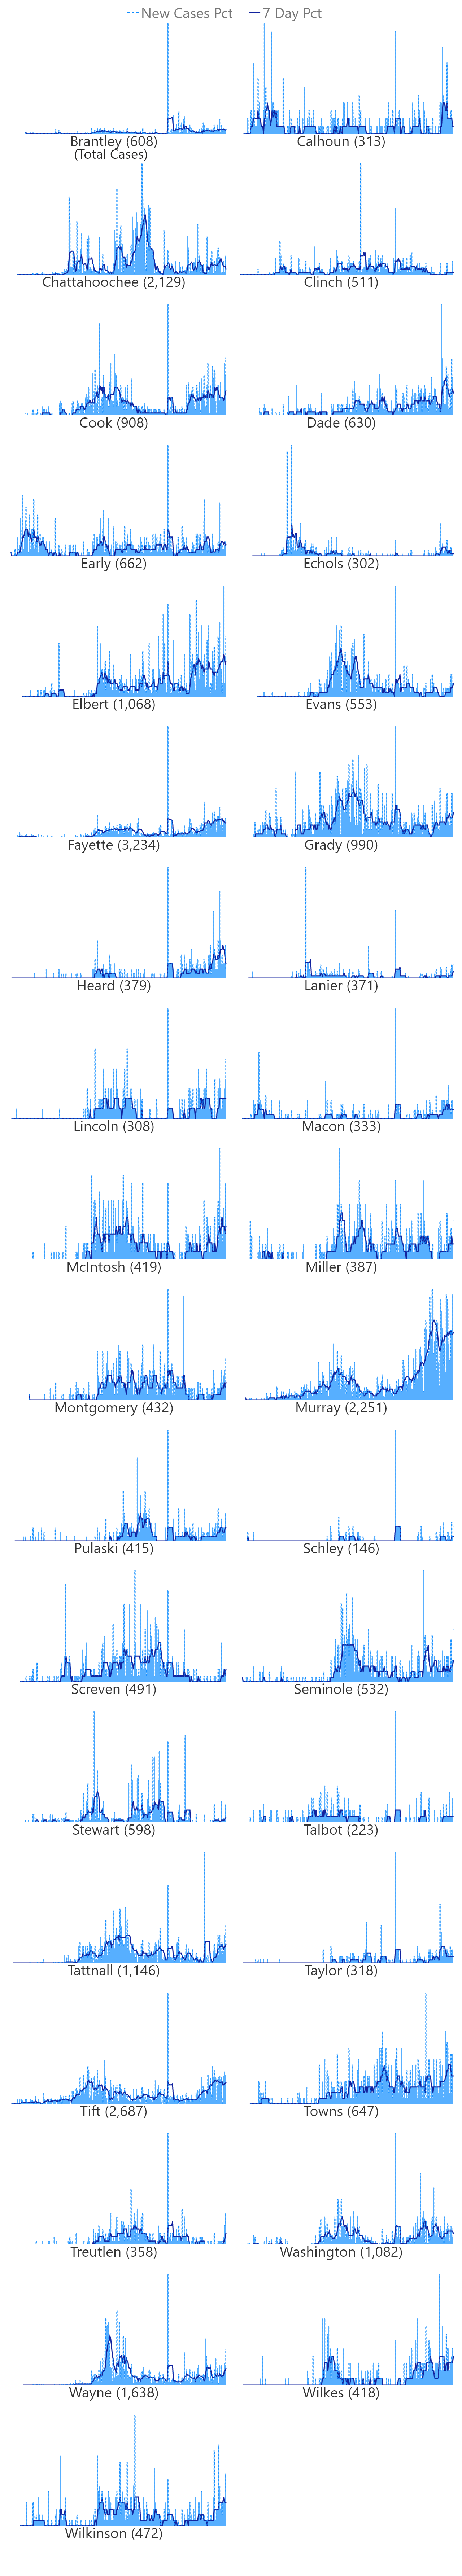 New Cases Pct 7 Day Pct
Brantley (608) Calhoun (313)
(Total Cases)
Chattahoochee (2,129) Clinch (511)
Cook (908) Dade (630)
Early (662) Echols (302)
Elbert (1,068) Evans (553)
Fayette (3,234) Grady (990)
Heard (379) Lanier (371)
Lincoln (308) Macon (333)
McIntosh (419) Miller (387)
Montgomery (432) Murray (2,251)
Pulaski (415) Schley (146)
Screven (491) Seminole (532)
Stewart (598) Talbot (223)
Tattnall (1,146) Taylor (318)
Tift (2,687) Towns (647)
Treutlen (358) Washington (1,082)
Wayne (1,638) Wilkes (418)
Wilkinson (472)